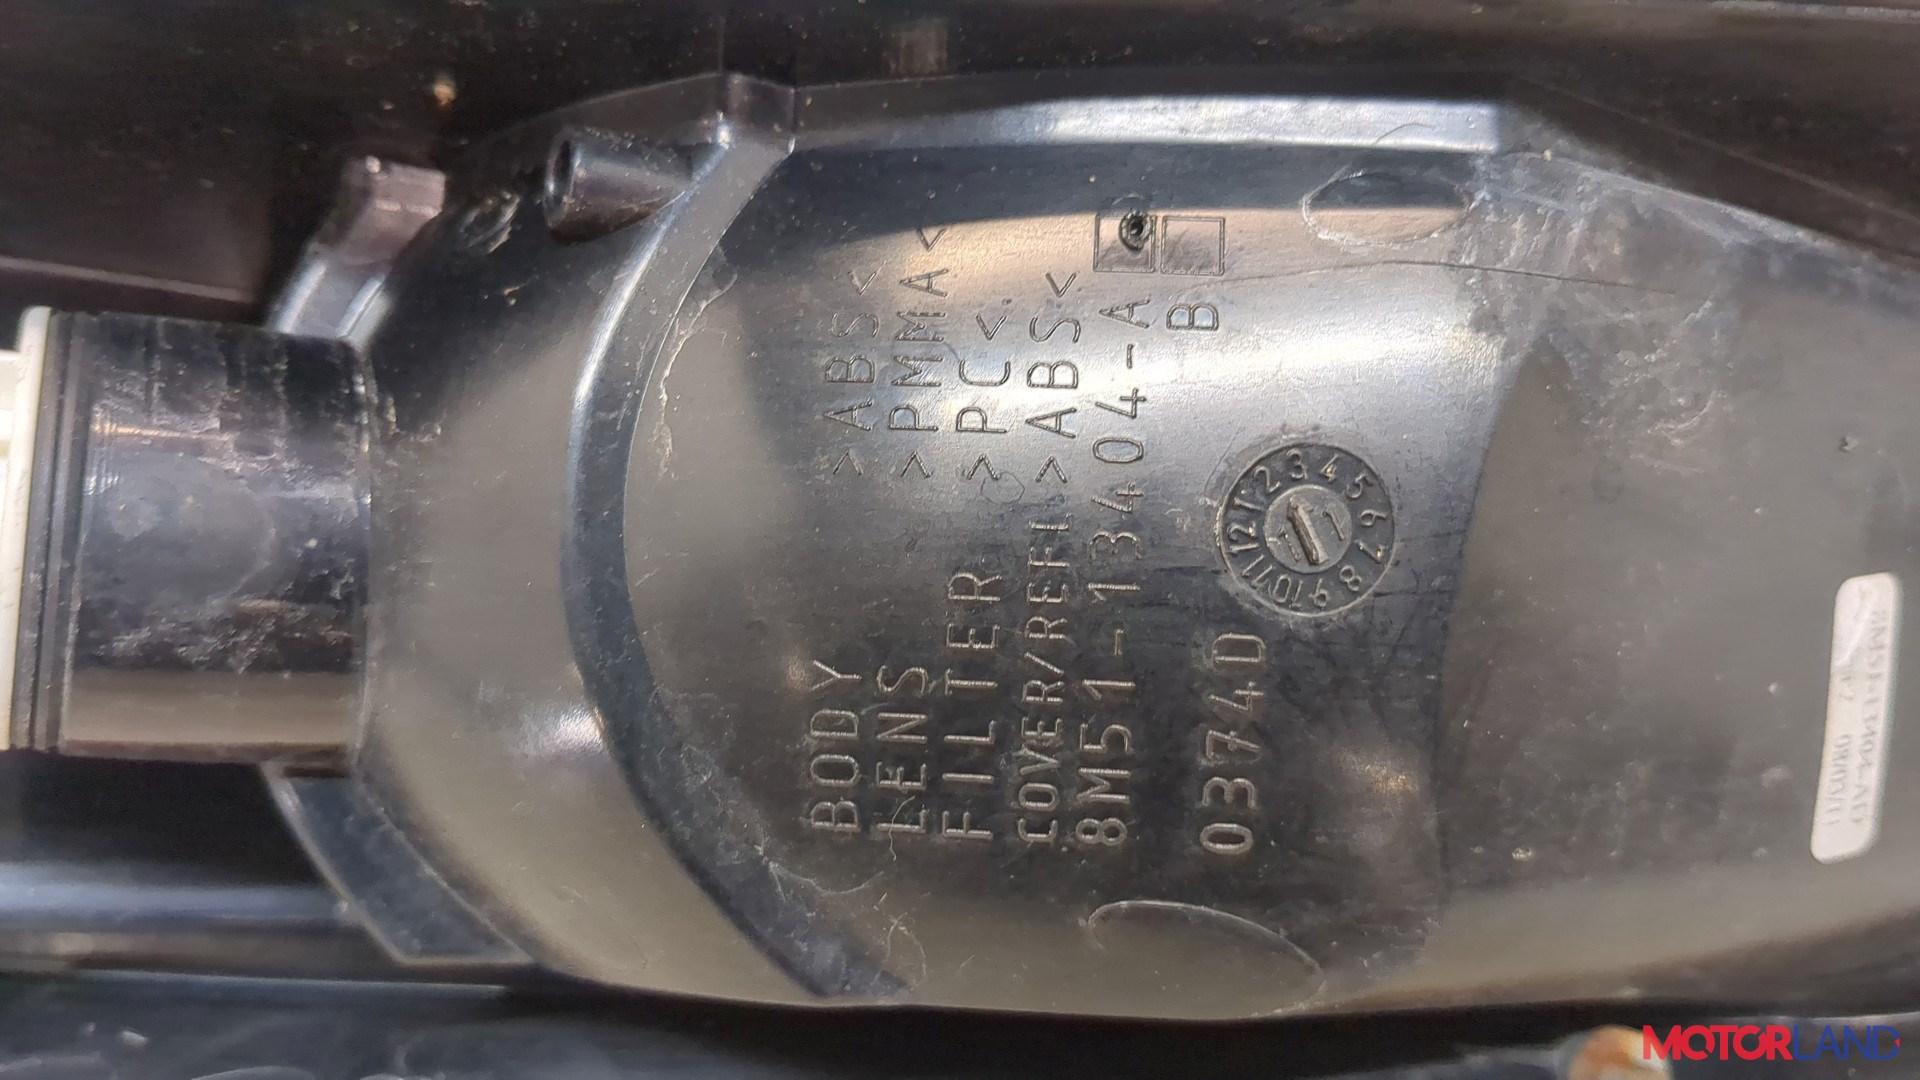 BODY >ABS<
LENS >PMMA<
FILTER >PC<
COVER/REFL >ABS<
8M51-13404-A
B
0374D
1 2 3 4 5 6 7 8 9 10 11 12
11
MOTORLAND